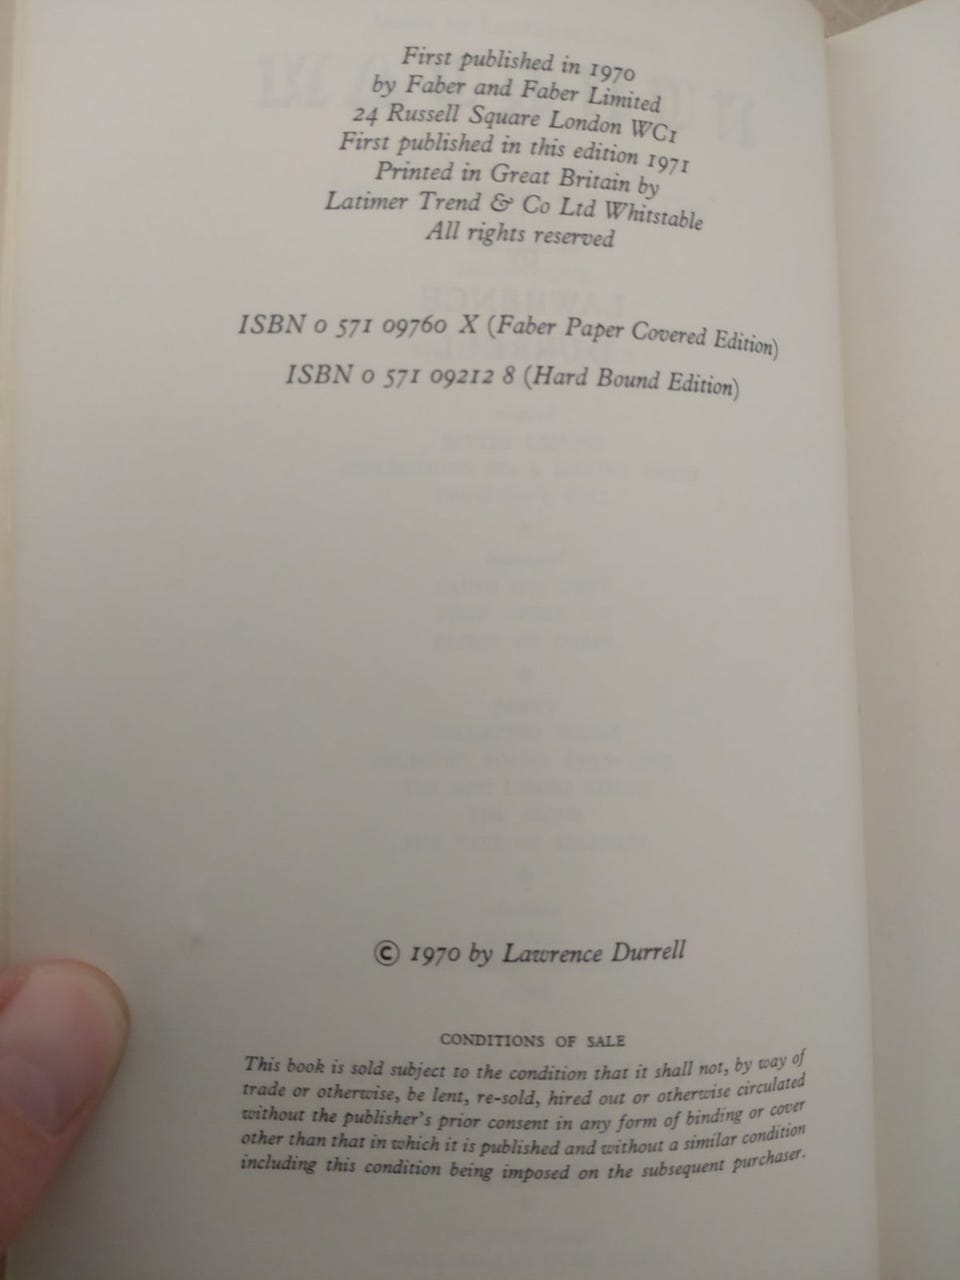 First published in 1970
by Faber and Faber Limited
24 Russell Square London WC1
First published in this edition 1971
Printed in Great Britain by
Latimer Trend & Co Ltd Whitstable
All rights reserved
ISBN 0 571 09760 X (Faber Paper Covered Edition)
ISBN 0 571 09212 8 (Hard Bound Edition)
© 1970 by Lawrence Durrell
CONDITIONS OF SALE
This book is sold subject to the condition that it shall not, by way of
trade or otherwise, be lent, re-sold, hired out or otherwise circulated
without the publisher's prior consent in any form of binding or cover
other than that in which it is published and without a similar condition
including this condition being imposed on the subsequent purchaser.